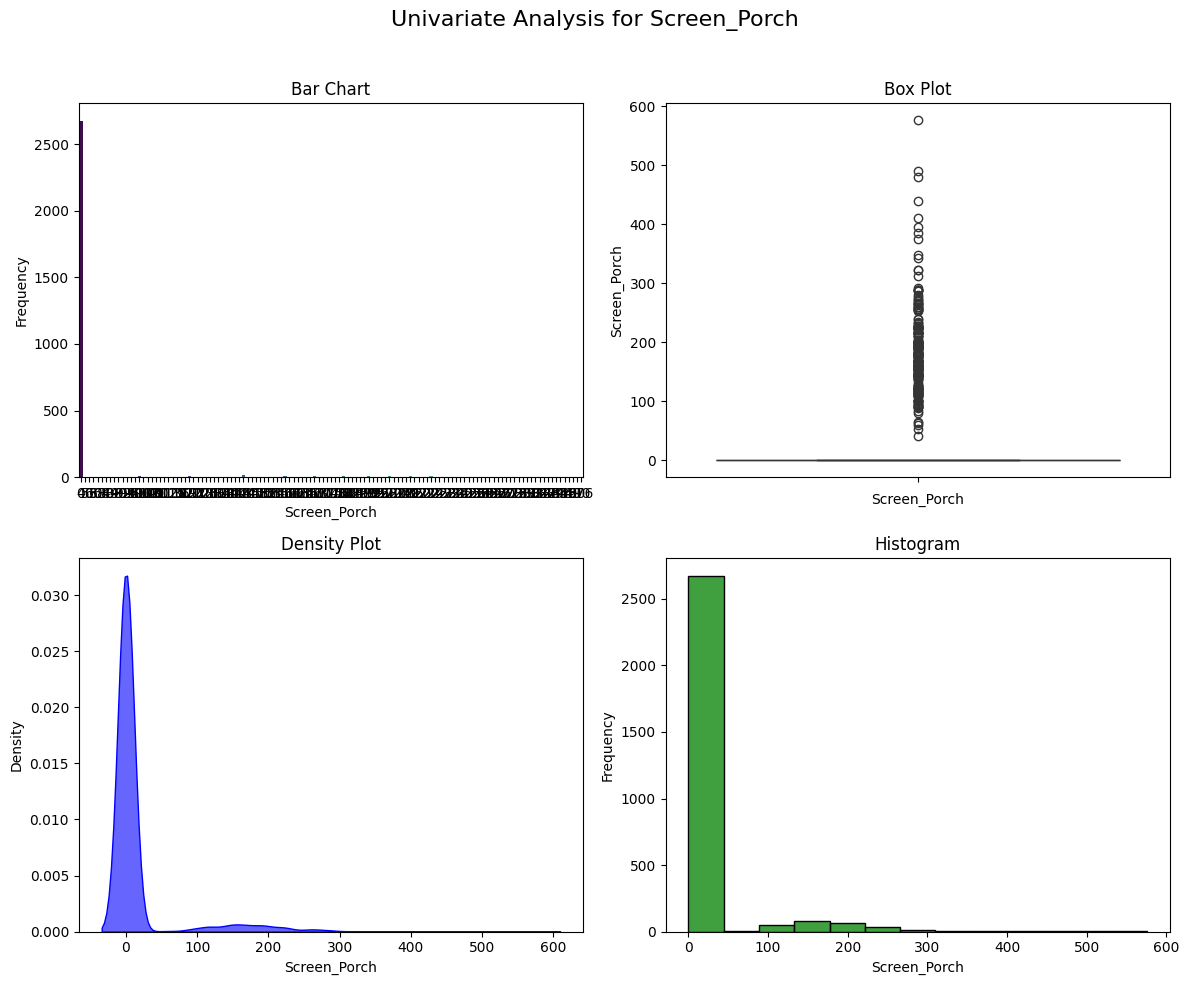 Univariate Analysis for Screen_Porch
Bar Chart
Frequency
2500
2000
1500
1000
500
0
Screen_Porch
Box Plot
Screen_Porch
600
500
400
300
200
100
0
Screen_Porch
Density Plot
Density
0.030
0.025
0.020
0.015
0.010
0.005
0.000
0 100 200 300 400 500 600
Screen_Porch
Histogram
Frequency
2500
2000
1500
1000
500
0
0 100 200 300 400 500 600
Screen_Porch